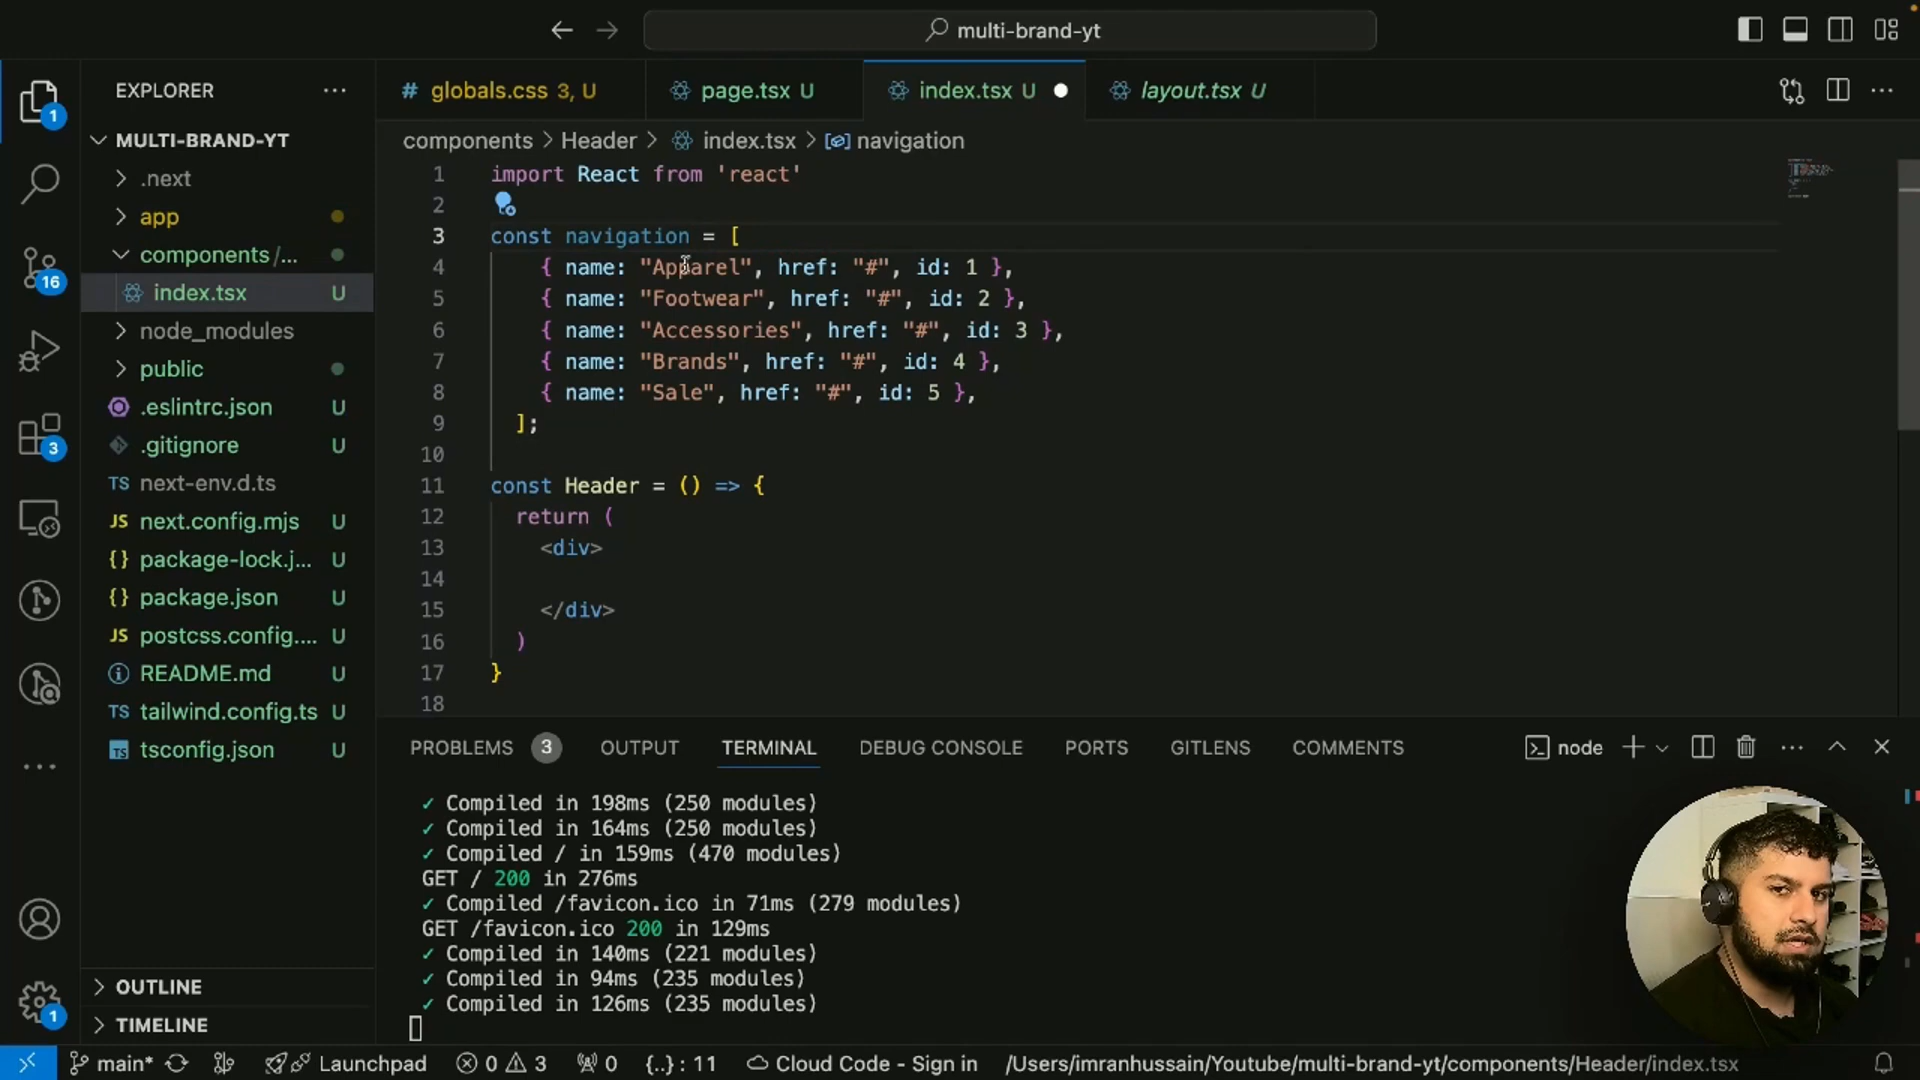 multi-brand-yt
EXPLORER
# globals.css 3, U
page.tsx U
index.tsx U
layout.tsx U
MULTI-BRAND-YT
.next
app
components/...
index.tsx U
node_modules
public
.eslintrc.json U
.gitignore U
TS next-env.d.ts
JS next.config.mjs U
{} package-lock.j... U
{} package.json U
JS postcss.config.... U
README.md U
TS tailwind.config.ts U
TS tsconfig.json U
OUTLINE
TIMELINE
1
16
3
1
components > Header > index.tsx > navigation
1 import React from 'react'
2
3 const navigation = [
4 { name: "Apparel", href: "#", id: 1 },
5 { name: "Footwear", href: "#", id: 2 },
6 { name: "Accessories", href: "#", id: 3 },
7 { name: "Brands", href: "#", id: 4 },
8 { name: "Sale", href: "#", id: 5 },
9 ];
10
11 const Header = () => {
12 return (
13 <div>
14
15 </div>
16 )
17 }
18
PROBLEMS 3 OUTPUT TERMINAL DEBUG CONSOLE PORTS GITLENS COMMENTS
node
✓ Compiled in 198ms (250 modules)
✓ Compiled in 164ms (250 modules)
✓ Compiled / in 159ms (470 modules)
GET / 200 in 276ms
✓ Compiled /favicon.ico in 71ms (279 modules)
GET /favicon.ico 200 in 129ms
✓ Compiled in 140ms (221 modules)
✓ Compiled in 94ms (235 modules)
✓ Compiled in 126ms (235 modules)
main* Launchpad 0 3 0 {..} : 11 Cloud Code - Sign in /Users/imranhussain/Youtube/multi-brand-yt/components/Header/index.tsx